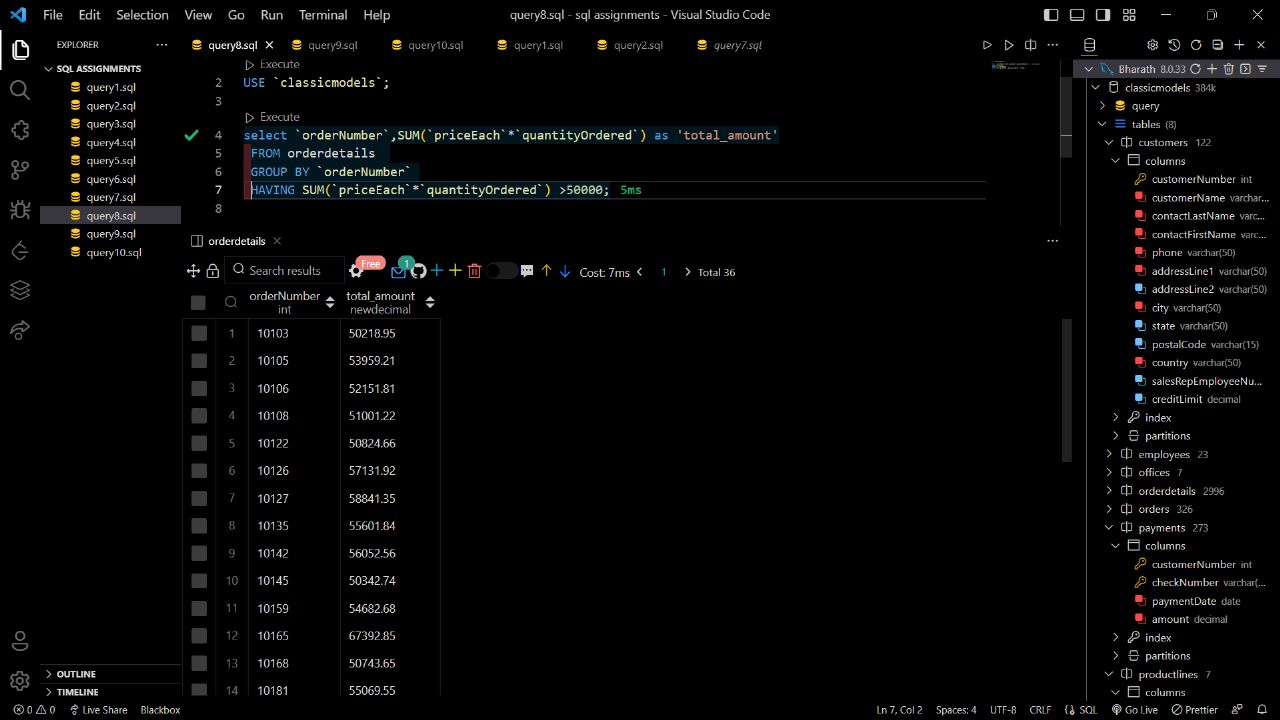 File Edit Selection View Go Run Terminal Help
query8.sql - sql assignments - Visual Studio Code
EXPLORER
SQL ASSIGNMENTS
query1.sql
query2.sql
query3.sql
query4.sql
query5.sql
query6.sql
query7.sql
query8.sql
query9.sql
query10.sql
OUTLINE
TIMELINE
query8.sql query9.sql query10.sql query1.sql query2.sql query7.sql
Execute
2 USE `classicmodels`;
3
Execute
4 select `orderNumber`,SUM(`priceEach`*`quantityOrdered`) as 'total_amount'
5 FROM orderdetails
6 GROUP BY `orderNumber`
7 HAVING SUM(`priceEach`*`quantityOrdered`) >50000; 5ms
8
orderdetails
Search results Free 1 Cost: 7ms 1 Total 36
orderNumber total_amount
int newdecimal
1 10103 50218.95
2 10105 53959.21
3 10106 52151.81
4 10108 51001.22
5 10122 50824.66
6 10126 57131.92
7 10127 58841.35
8 10135 55601.84
9 10142 56052.56
10 10145 50342.74
11 10159 54682.68
12 10165 67392.85
13 10168 50743.65
14 10181 55069.55
Bharath 8.0.33
classicmodels 384k
query
tables (8)
customers 122
columns
customerNumber int
customerName varchar...
contactLastName varc...
contactFirstName varc...
phone varchar(50)
addressLine1 varchar(50)
addressLine2 varchar(50)
city varchar(50)
state varchar(50)
postalCode varchar(15)
country varchar(50)
salesRepEmployeeNu...
creditLimit decimal
index
partitions
employees 23
offices 7
orderdetails 2996
orders 326
payments 273
columns
customerNumber int
checkNumber varchar(...
paymentDate date
amount decimal
index
partitions
productlines 7
columns
0 0 Live Share Blackbox
Ln 7, Col 2 Spaces: 4 UTF-8 CRLF SQL Go Live Prettier